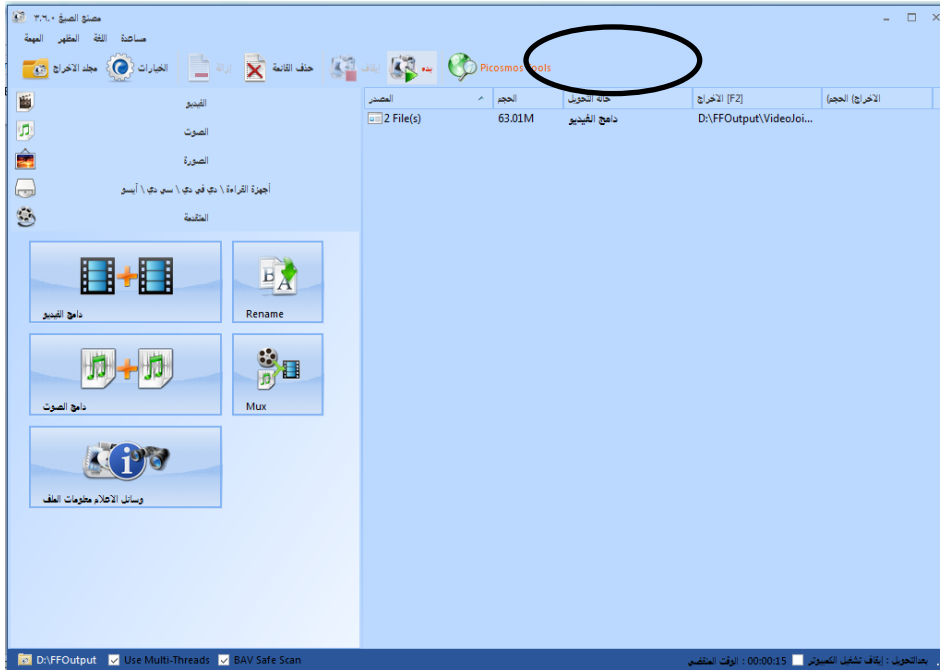 مصنع الصيغ ٣.٦.٠
المهمة المظهر اللغة مساعدة
مجلد الاخراج الخيارات إزالة حذف القائمة إيقاف بدء Picosmos Tools
الفيديو
الصوت
الصورة
أجهزة القراءة \ دي في دي \ سي دي \ آيسو
المتقدمة
المصدر الحجم حالة التحويل الاخراج [F2] الاخراج) الحجم)
2 File(s) 63.01M دامج الفيديو D:\FFOutput\VideoJoi...
دامج الفيديو
Rename
دامج الصوت
Mux
وسائل الاعلام معلومات الملف
D:\FFOutput Use Multi-Threads BAV Safe Scan الوقت المنقضي : 00:00:15 بعدالتحويل : إيقاف تشغيل الكمبيوتر